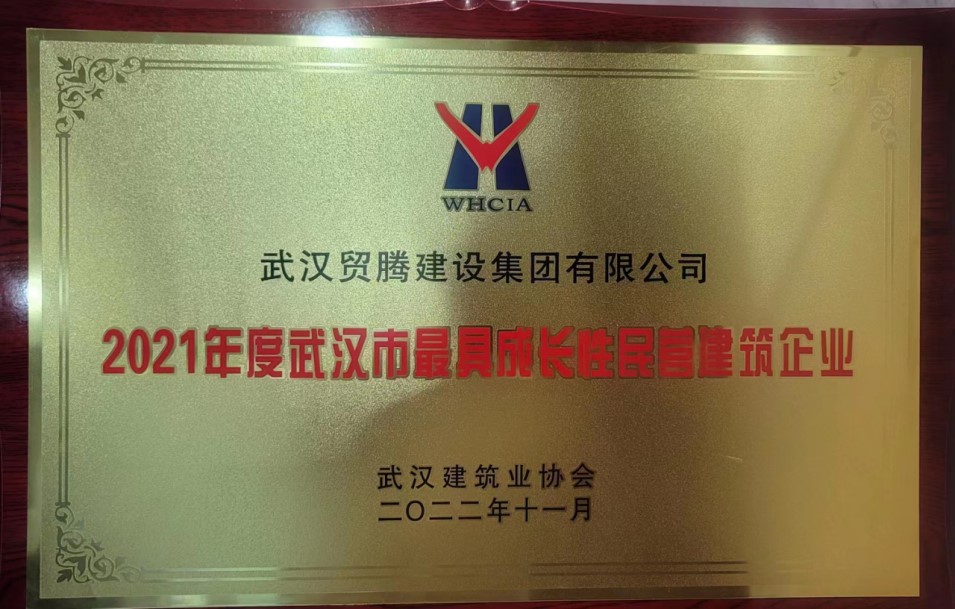 WHCIA
武汉贸腾建设集团有限公司
2021年度武汉市最具成长性民营建筑企业
武汉建筑业协会
二〇二二年十一月